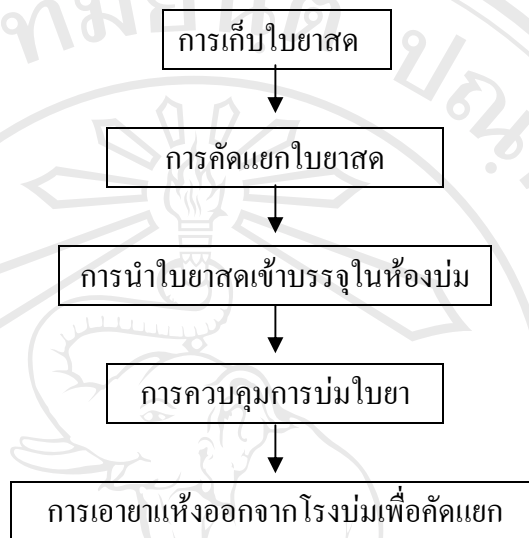 การเก็บใบยาสด
การคัดแยกใบยาสด
การนำใบยาสดเข้าบรรจุในห้องบ่ม
การควบคุมการบ่มใบยา
การเอายาแห้งออกจากโรงบ่มเพื่อคัดแยก